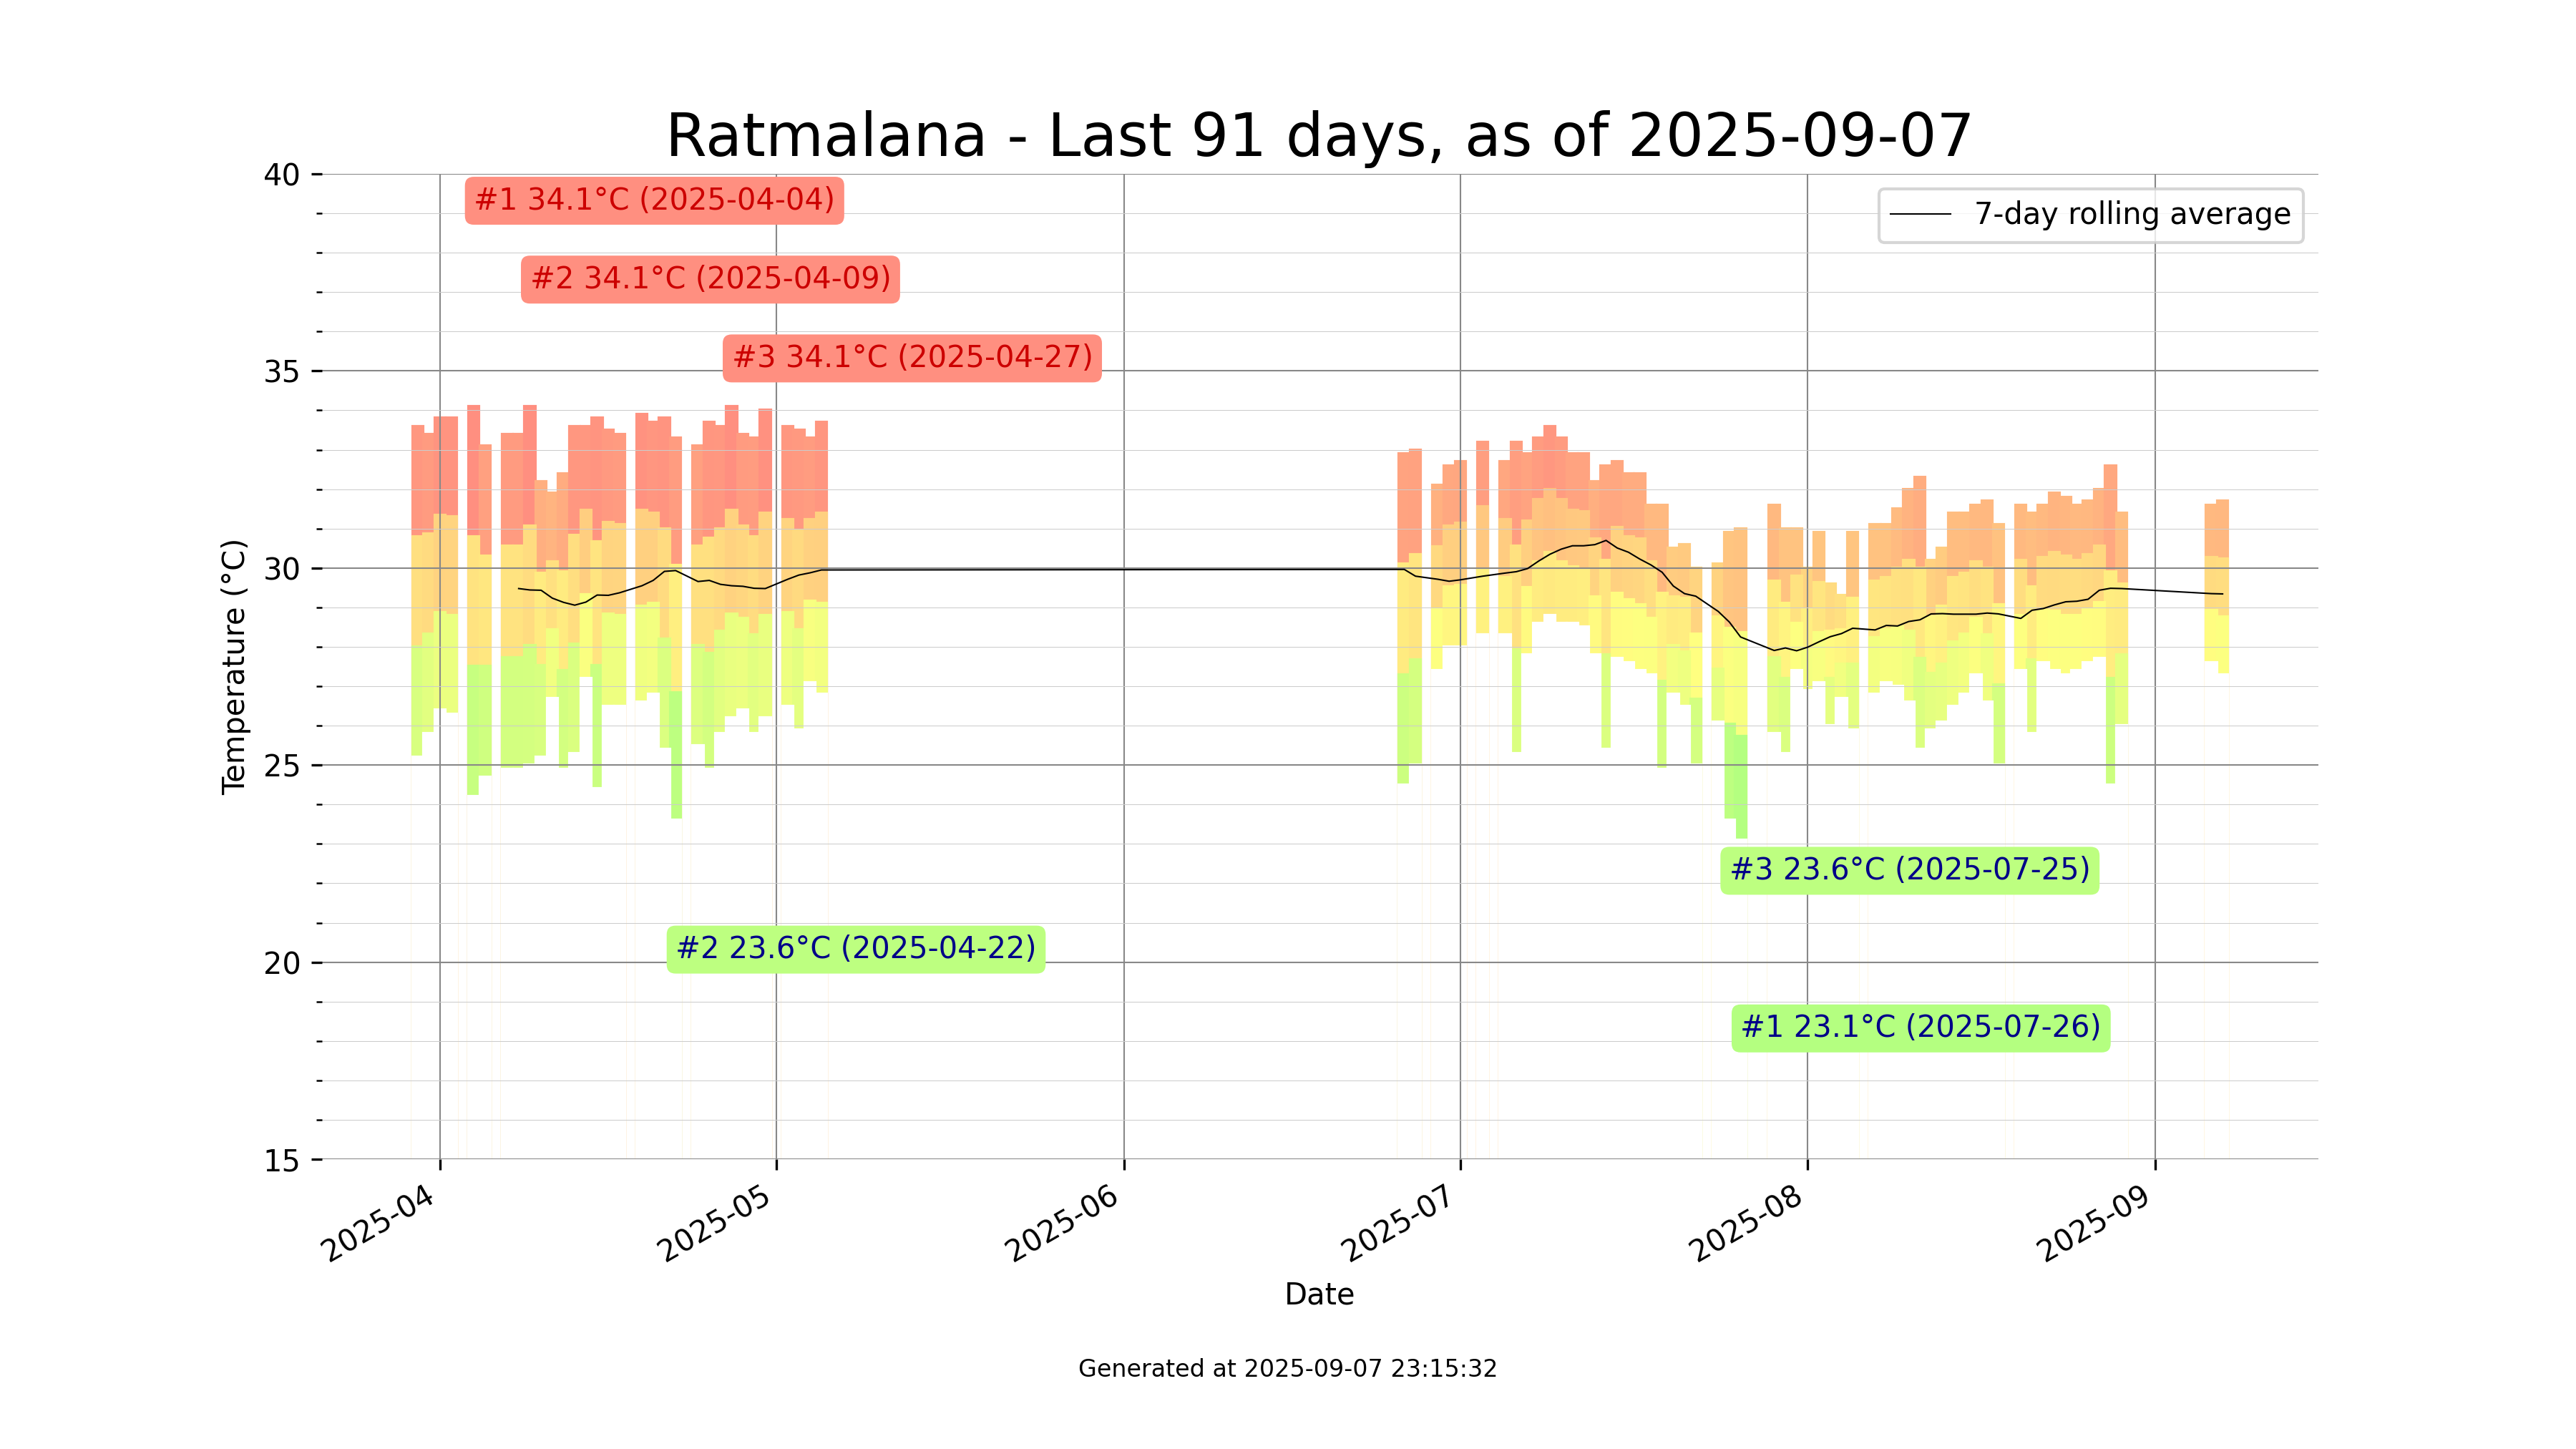 Ratmalana - Last 91 days, as of 2025-09-07
40
#1 34.1°C (2025-04-04)
7-day rolling average
#2 34.1°C (2025-04-09)
#3 34.1°C (2025-04-27)
35
30
Temperature (°C)
25
#3 23.6°C (2025-07-25)
#2 23.6°C (2025-04-22)
20
#1 23.1°C (2025-07-26)
15
2025-04
2025-05
2025-06
2025-07
2025-08
2025-09
Date
Generated at 2025-09-07 23:15:32